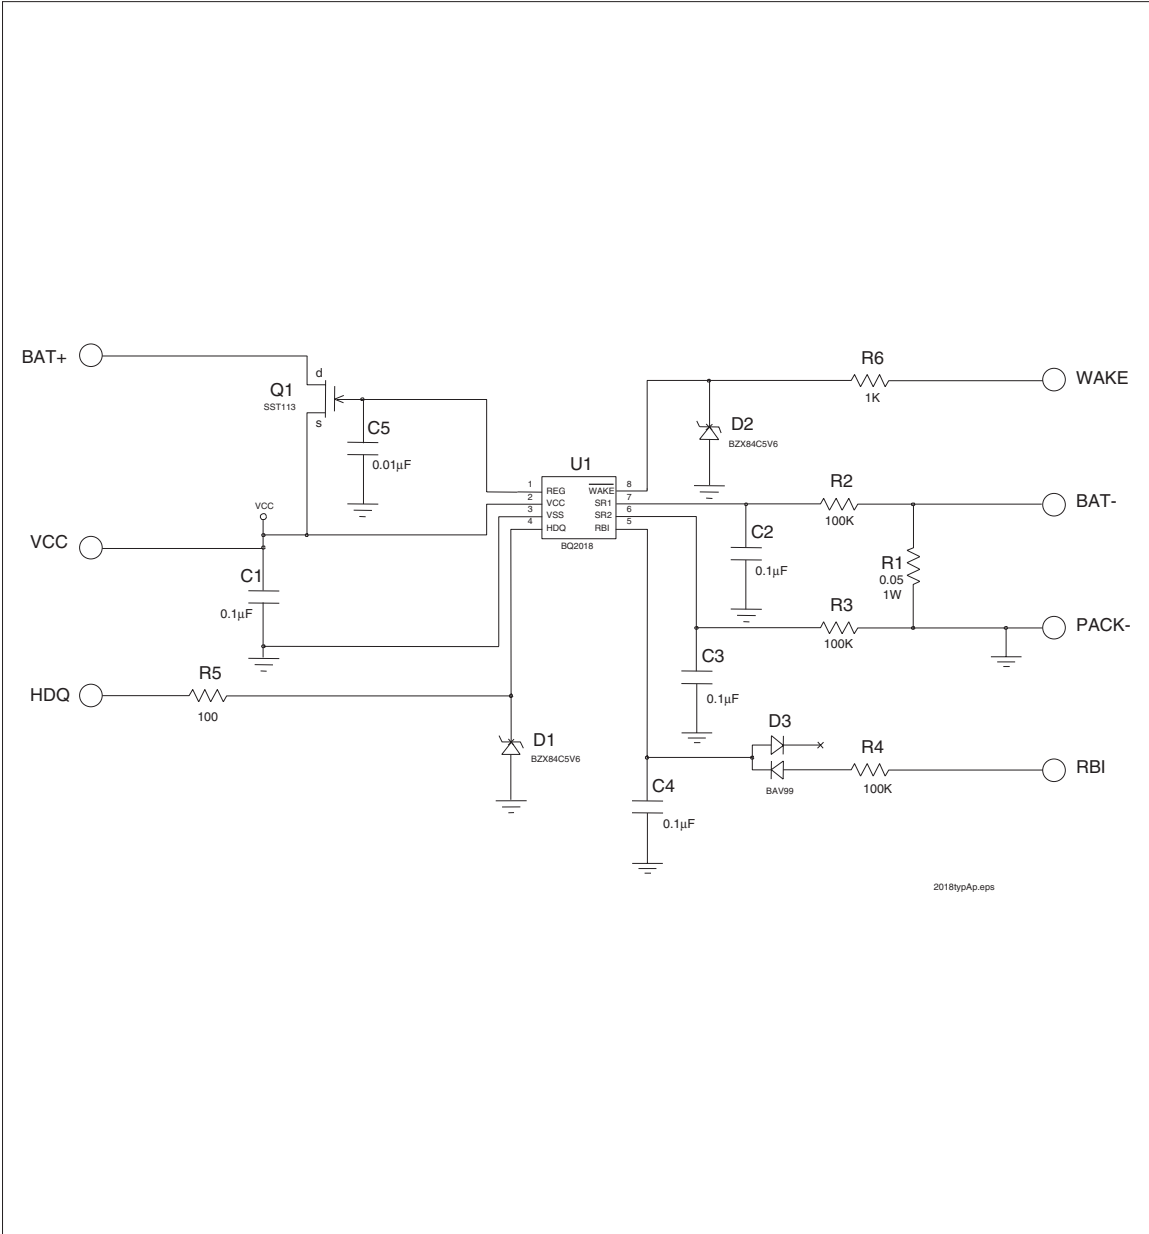 BAT+
d
Q1
SST113
s
C5
0.01µF
R6
1K
WAKE
D2
BZX84C5V6
U1
1 REG WAKE 8
2 VCC SR1 7
3 VSS SR2 6
4 HDQ RBI 5
BQ2018
R2
100K
BAT-
VCC
VCC
C1
0.1µF
C2
0.1µF
R1
0.05
1W
R3
100K
PACK-
C3
0.1µF
HDQ
R5
100
D1
BZX84C5V6
D3
BAV99
R4
100K
RBI
C4
0.1µF
2018typAp.eps